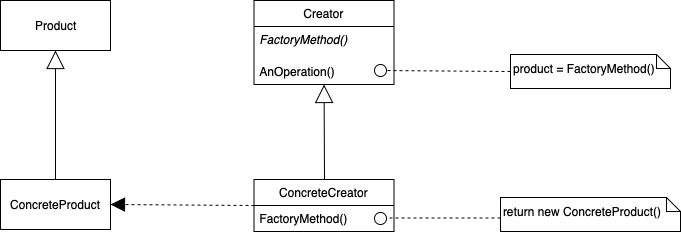 Product
Creator
FactoryMethod()
AnOperation()
product = FactoryMethod()
ConcreteProduct
ConcreteCreator
FactoryMethod()
return new ConcreteProduct()